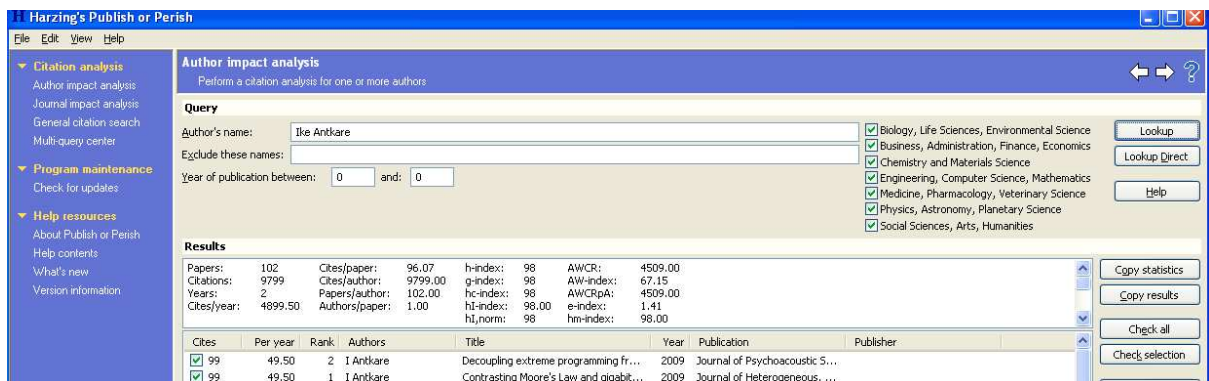 Harzing's Publish or Perish
File Edit View Help
Citation analysis
Author impact analysis
Journal impact analysis
General citation search
Multi-query center
Program maintenance
Check for updates
Help resources
About Publish or Perish
Help contents
What's new
Version information
Author impact analysis
Perform a citation analysis for one or more authors
Query
Author's name: Ike Antkare
Exclude these names:
Year of publication between: 0 and: 0
Biology, Life Sciences, Environmental Science
Business, Administration, Finance, Economics
Chemistry and Materials Science
Engineering, Computer Science, Mathematics
Medicine, Pharmacology, Veterinary Science
Physics, Astronomy, Planetary Science
Social Sciences, Arts, Humanities
Lookup
Lookup Direct
Help
Results
Papers: 102 Cites/paper: 96.07 h-index: 98 AWCR: 4509.00
Citations: 9799 Cites/author: 9799.00 g-index: 98 AW-index: 67.15
Years: 2 Papers/author: 102.00 hc-index: 98 AWCRpA: 4509.00
Cites/year: 4899.50 Authors/paper: 1.00 hI-index: 98.00 e-index: 1.41
hI,norm: 98 hm-index: 98.00
Copy statistics
Copy results
Check all
Check selection
Cites Per year Rank Authors Title Year Publication Publisher
99 49.50 2 I Antkare Decoupling extreme programming fr... 2009 Journal of Psychoacoustic S...
99 49.50 1 I Antkare Contrasting Moore's Law and gigabit... 2009 Journal of Heterogeneous, ...